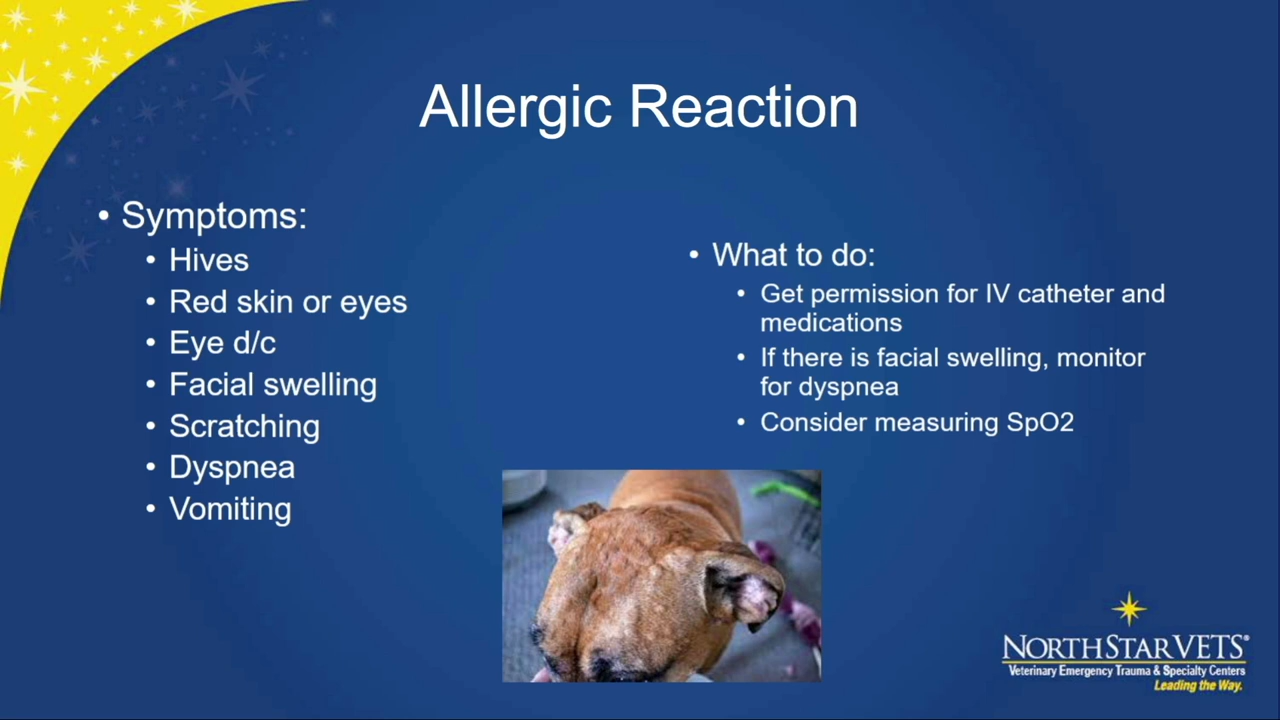 Allergic Reaction
• Symptoms:
• Hives
• Red skin or eyes
• Eye d/c
• Facial swelling
• Scratching
• Dyspnea
• Vomiting
• What to do:
• Get permission for IV catheter and
medications
• If there is facial swelling, monitor
for dyspnea
• Consider measuring SpO2
NORTHSTAR VETS®
Veterinary Emergency Trauma & Specialty Centers
Leading the Way.